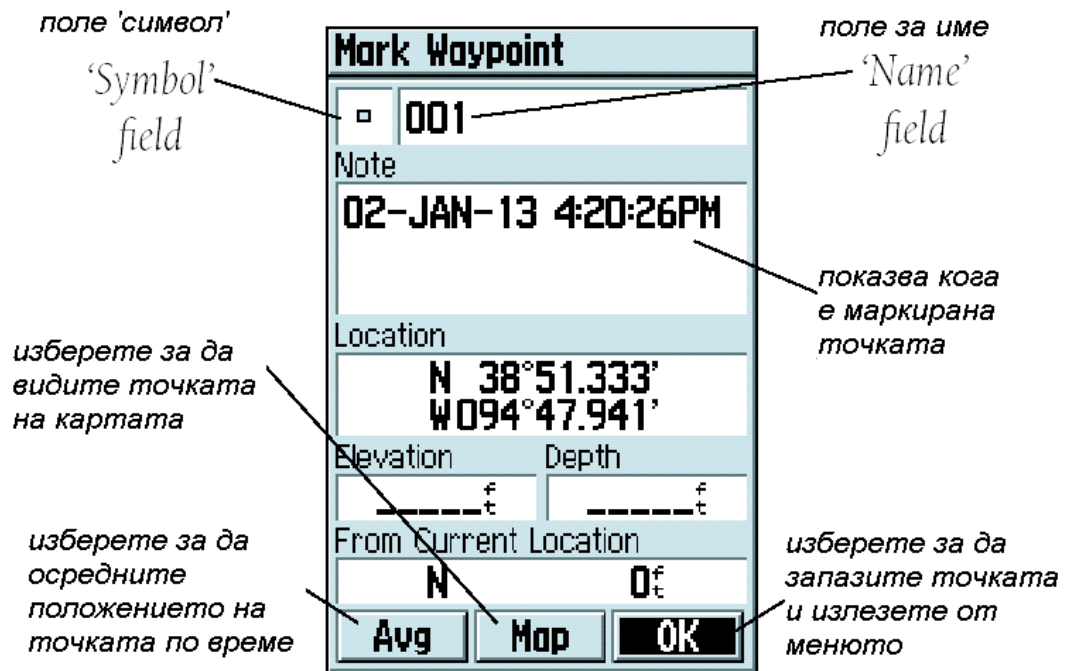 поле 'символ'
‘Symbol’
field
Mark Waypoint
поле за име
‘Name’
field
001
Note
02-JAN-13 4:20:26PM
показва кога
е маркирана
точката
изберете за да
видите точката
на картата
Location
N 38°51.333'
W094°47.941'
Elevation Depth
_____ft _____ft
From Current Location
N 0ft
изберете за да
осредните
положението на
точката по време
Avg Map OK
изберете за да
запазите точката
и излезете от
менюто